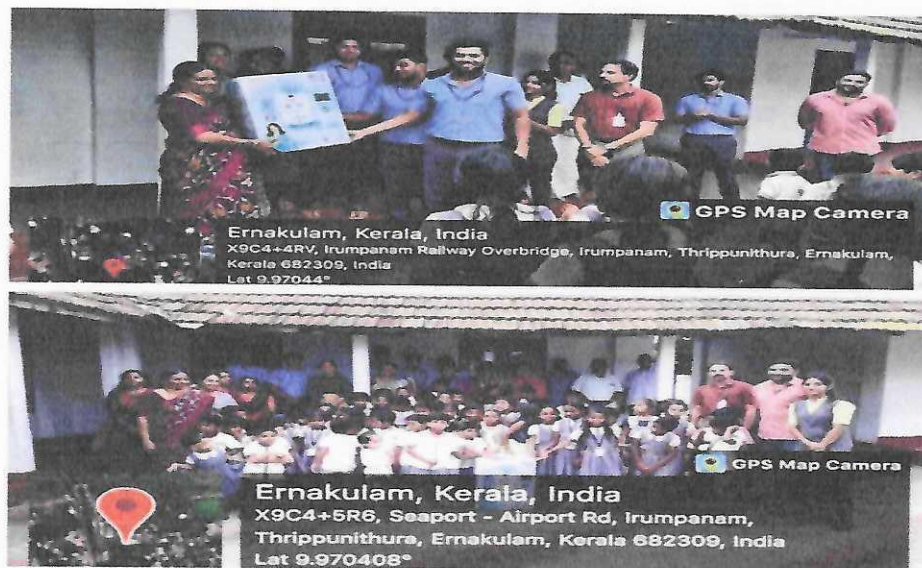 GPS Map Camera
Ernakulam, Kerala, India
X9C4+4RV, Irumpanam Railway Overbridge, Irumpanam, Thrippunithura, Ernakulam,
Kerala 682309, India
Lat 9.97044°
GPS Map Camera
Ernakulam, Kerala, India
X9C4+5R6, Seaport - Airport Rd, Irumpanam,
Thrippunithura, Ernakulam, Kerala 682309, India
Lat 9.970408°